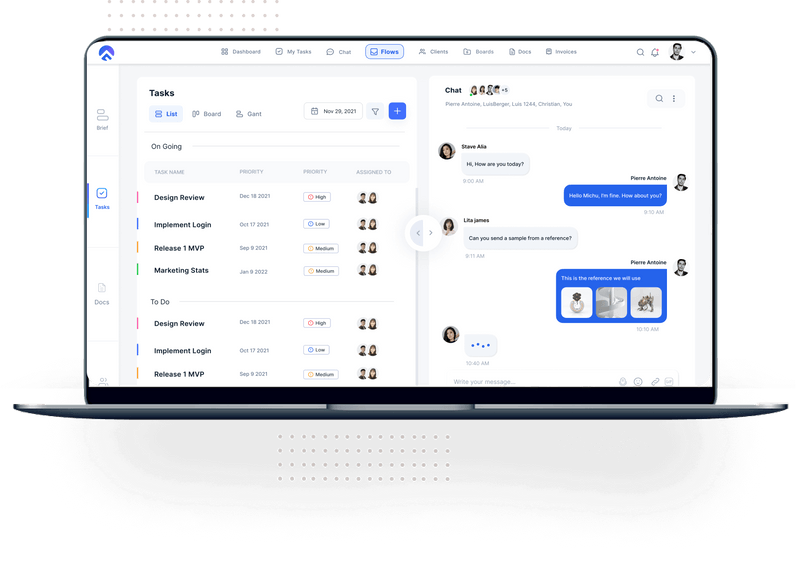 Dashboard My Tasks Chat Flows Clients Boards Docs Invoices
Brief
Tasks
Docs
Tasks
List Board Gant
Nov 29, 2021
On Going
TASK NAME PRIORITY PRIORITY ASSIGNED TO
Design Review Dec 18 2021 High
Implement Login Oct 17 2021 Low
Release 1 MVP Sep 9 2021 Medium
Marketing Stats Jan 9 2022 Medium
To Do
Design Review Dec 18 2021 High
Implement Login Oct 17 2021 Low
Release 1 MVP Sep 9 2021 Medium
Chat +5
Pierre Antoine, LuisBerger, Luis 1244, Christian, You
Today
Stave Alia
Hi, How are you today?
9:00 AM
Pierre Antoine
Hello Michu, I'm fine. How about you?
9:10 AM
Lita james
Can you send a sample from a reference?
9:11 AM
Pierre Antoine
This is the reference we will use
10:10 AM
10:40 AM
Write your message...